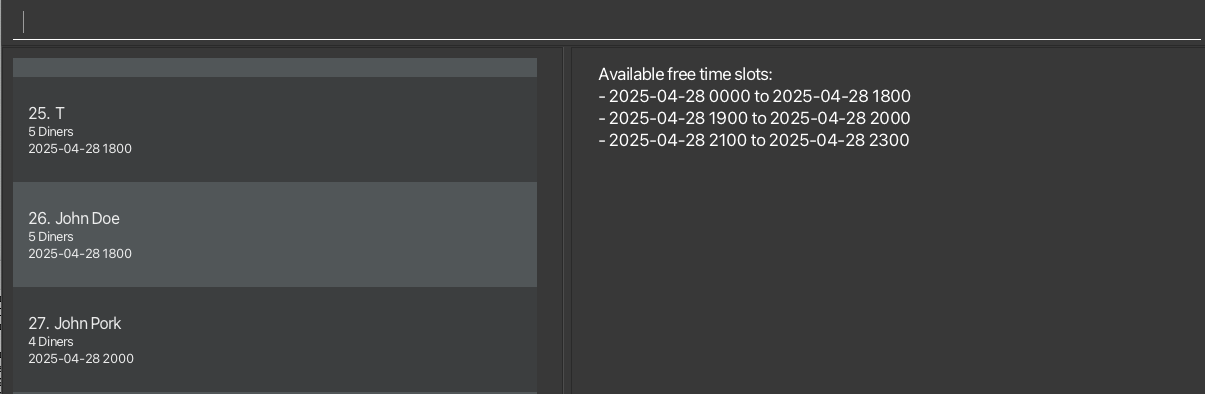 25. T
5 Diners
2025-04-28 1800
26. John Doe
5 Diners
2025-04-28 1800
27. John Pork
4 Diners
2025-04-28 2000
Available free time slots:
- 2025-04-28 0000 to 2025-04-28 1800
- 2025-04-28 1900 to 2025-04-28 2000
- 2025-04-28 2100 to 2025-04-28 2300